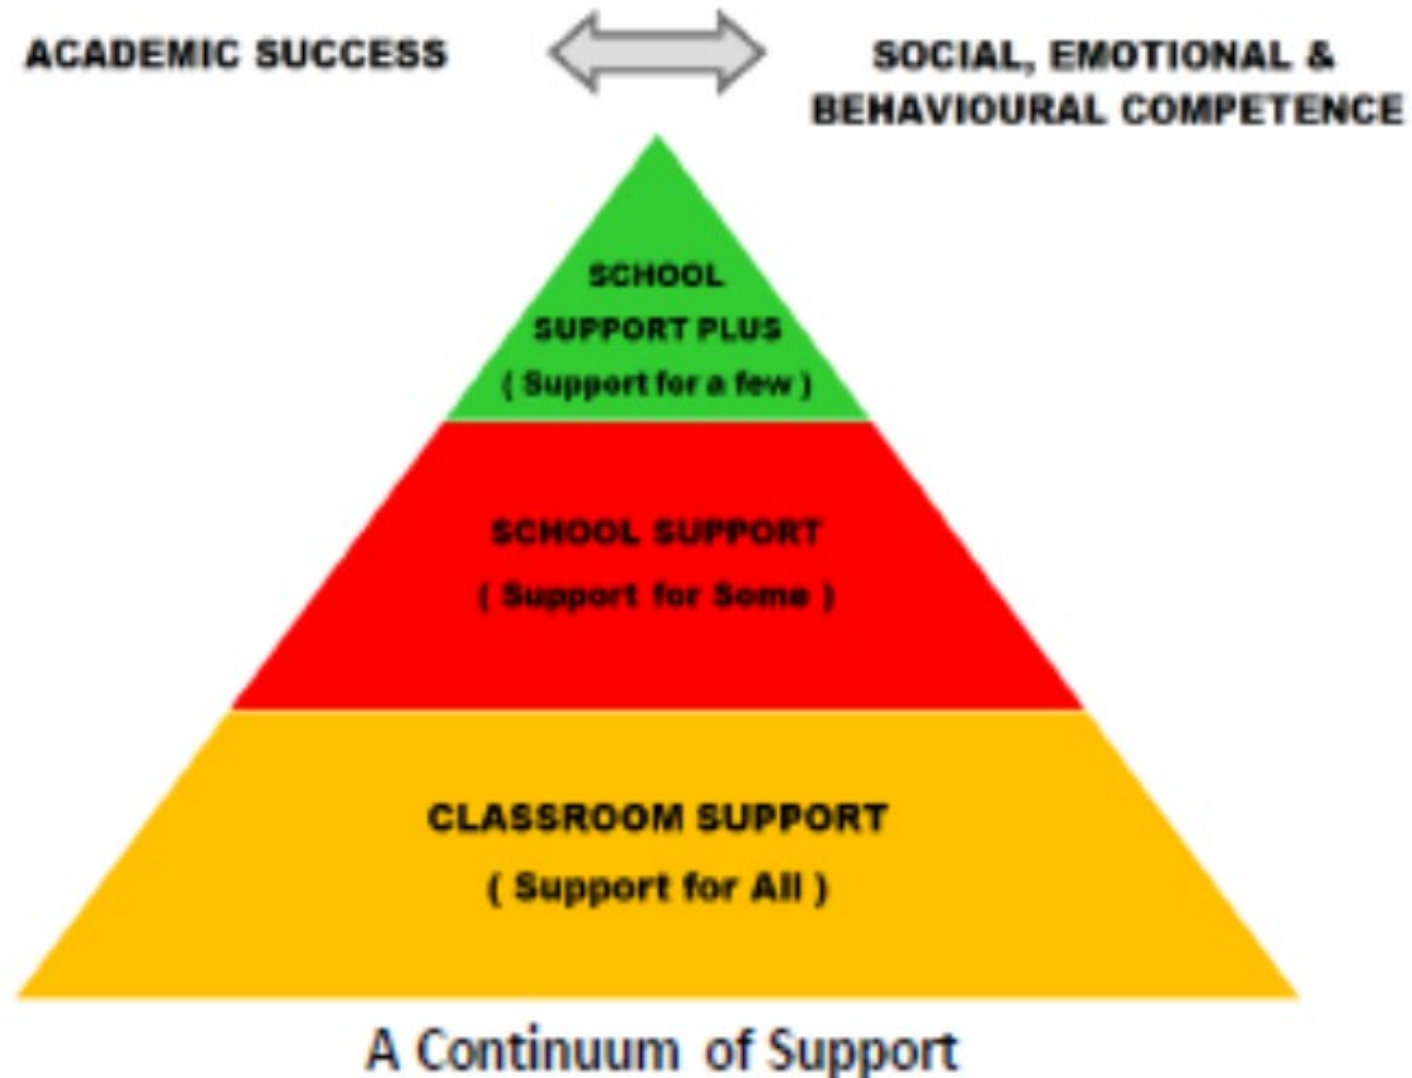 ACADEMIC SUCCESS
SOCIAL, EMOTIONAL &
BEHAVIOURAL COMPETENCE
SCHOOL
SUPPORT PLUS
( Support for a few )
SCHOOL SUPPORT
( Support for Some )
CLASSROOM SUPPORT
( Support for All )
A Continuum of Support